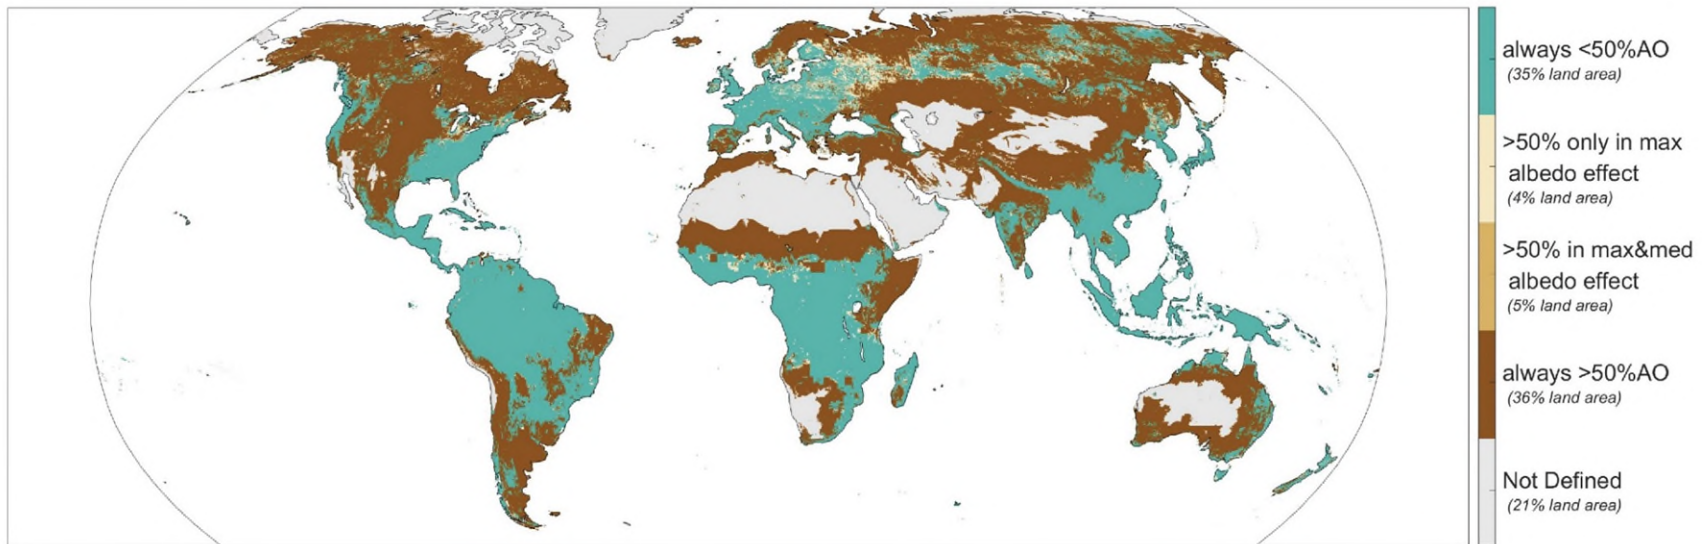 always <50%AO
(35% land area)
>50% only in max
albedo effect
(4% land area)
>50% in max&med
albedo effect
(5% land area)
always >50%AO
(36% land area)
Not Defined
(21% land area)